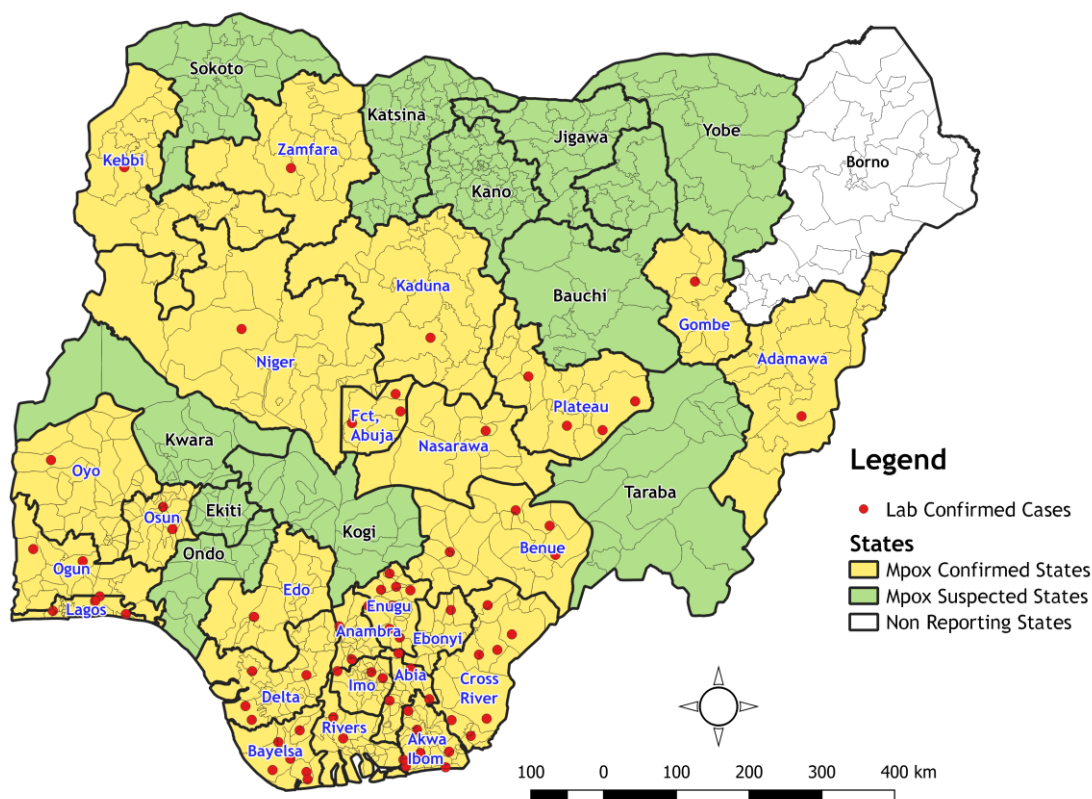 Sokoto
Katsina
Yobe
Jigawa
Zamfara
Kebbi
Borno
Kano
Kaduna
Bauchi
Gombe
Niger
Adamawa
Plateau
Fct,
Abuja
Nasarawa
Kwara
Oyo
Taraba
Ekiti
Osun
Kogi
Ondo
Benue
Ogun
Edo
Lagos
Enugu
Anambra
Ebonyi
Abia
Cross
River
Imo
Delta
Rivers
Akwa
Ibom
Bayelsa
Legend
Lab Confirmed Cases
States
Mpox Confirmed States
Mpox Suspected States
Non Reporting States
100 0 100 200 300 400 km